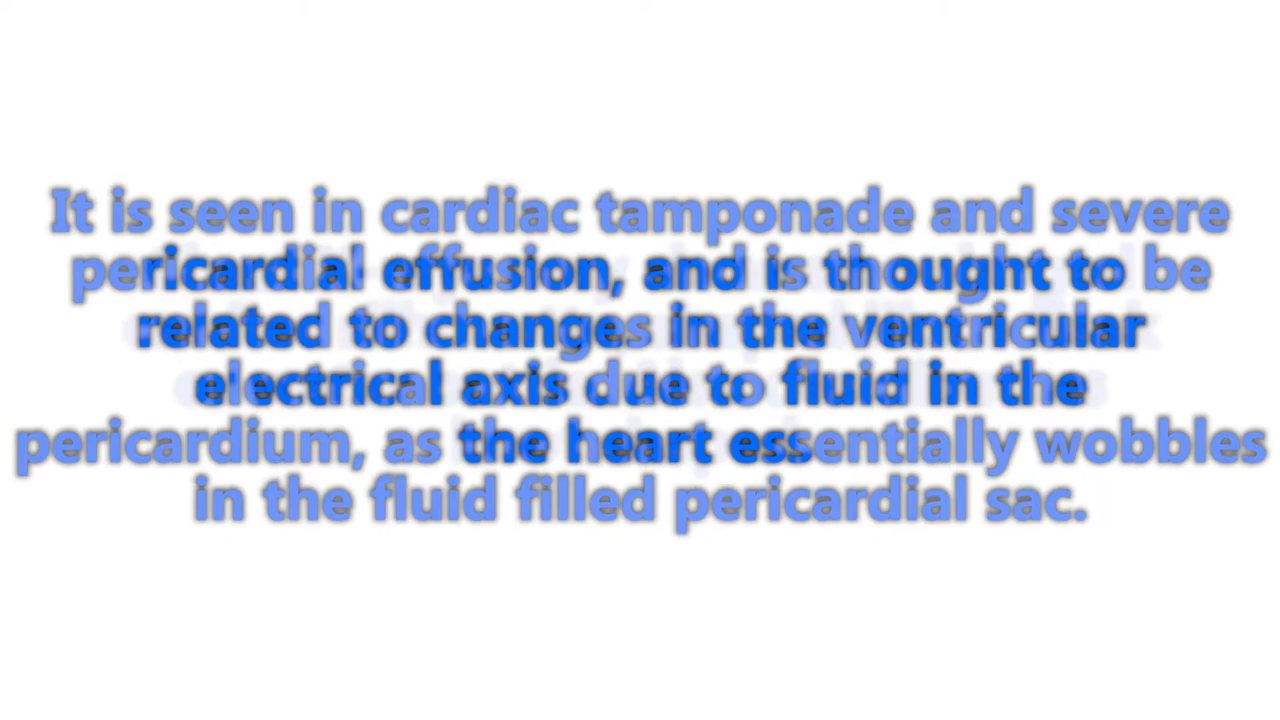 It is seen in cardiac tamponade and severe
pericardial effusion, and is thought to be
related to changes in the ventricular
electrical axis due to fluid in the
pericardium, as the heart essentially wobbles
in the fluid filled pericardial sac.